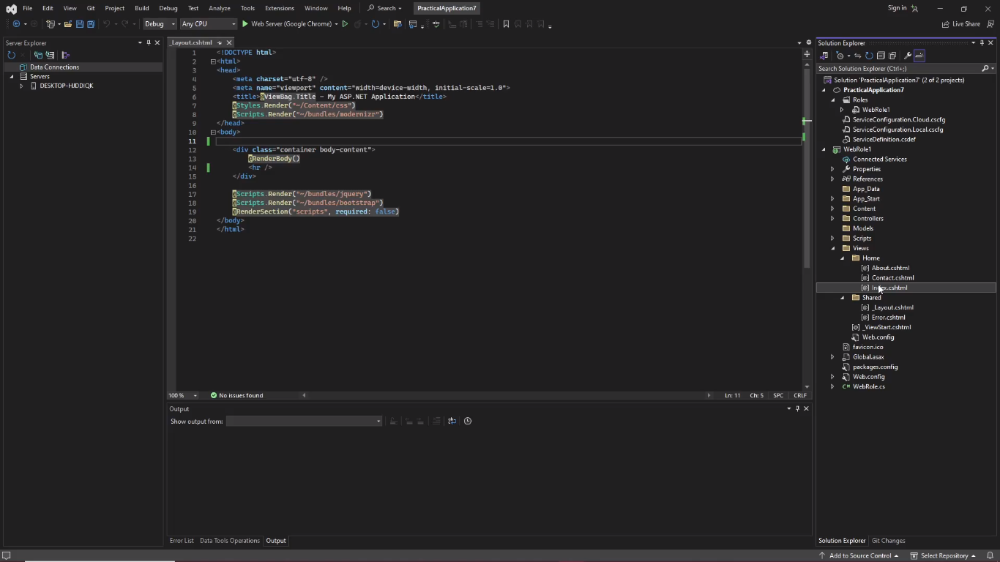 File Edit View Git Project Build Debug Test Analyze Tools Extensions Window Help Search PracticalApplication7 Sign in
Debug Any CPU Web Server (Google Chrome) Live Share
Server Explorer
Data Connections
Servers
DESKTOP-HJDDIQK
_Layout.cshtml
1 <!DOCTYPE html>
2 <html>
3 <head>
4 <meta charset="utf-8" />
5 <meta name="viewport" content="width=device-width, initial-scale=1.0">
6 <title>@ViewBag.Title - My ASP.NET Application</title>
7 @Styles.Render("~/Content/css")
8 @Scripts.Render("~/bundles/modernizr")
9 </head>
10 <body>
11
12 <div class="container body-content">
13 @RenderBody()
14 <hr />
15 </div>
16
17 @Scripts.Render("~/bundles/jquery")
18 @Scripts.Render("~/bundles/bootstrap")
19 @RenderSection("scripts", required: false)
20 </body>
21 </html>
22
100 % No issues found Ln: 11 Ch: 5 SPC CRLF
Output
Show output from:
Error List Data Tools Operations Output
Solution Explorer
Search Solution Explorer (Ctrl+;)
Solution 'PracticalApplication7' (2 of 2 projects)
PracticalApplication7
Roles
WebRole1
ServiceConfiguration.Cloud.cscfg
ServiceConfiguration.Local.cscfg
ServiceDefinition.csdef
WebRole1
Connected Services
Properties
References
App_Data
App_Start
Content
Controllers
Models
Scripts
Views
Home
About.cshtml
Contact.cshtml
Index.cshtml
Shared
_Layout.cshtml
Error.cshtml
_ViewStart.cshtml
Web.config
favicon.ico
Global.asax
packages.config
Web.config
C# WebRole.cs
Solution Explorer Git Changes
Add to Source Control Select Repository